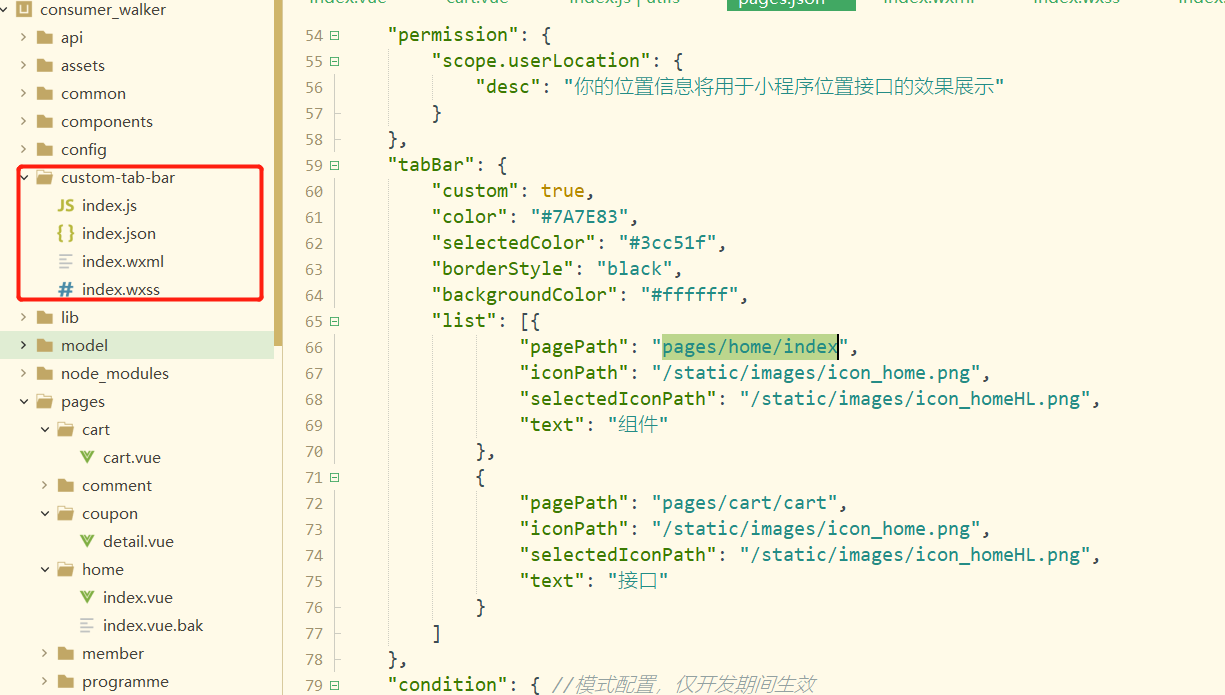 consumer_walker
api
assets
common
components
config
custom-tab-bar
JS index.js
{ } index.json
index.wxml
# index.wxss
lib
model
node_modules
pages
cart
cart.vue
comment
coupon
detail.vue
home
index.vue
index.vue.bak
member
programme
index.vue cart.vue index.js | utils pages.json index.wxml index.wxss index.
54 "permission": {
55 "scope.userLocation": {
56 "desc": "你的位置信息将用于小程序位置接口的效果展示"
57 }
58 },
59 "tabBar": {
60 "custom": true,
61 "color": "#7A7E83",
62 "selectedColor": "#3cc51f",
63 "borderStyle": "black",
64 "backgroundColor": "#ffffff",
65 "list": [{
66 "pagePath": "pages/home/index",
67 "iconPath": "/static/images/icon_home.png",
68 "selectedIconPath": "/static/images/icon_homeHL.png",
69 "text": "组件"
70 },
71 {
72 "pagePath": "pages/cart/cart",
73 "iconPath": "/static/images/icon_home.png",
74 "selectedIconPath": "/static/images/icon_homeHL.png",
75 "text": "接口"
76 }
77 ]
78 },
79 "condition": { //模式配置，仅开发期间生效